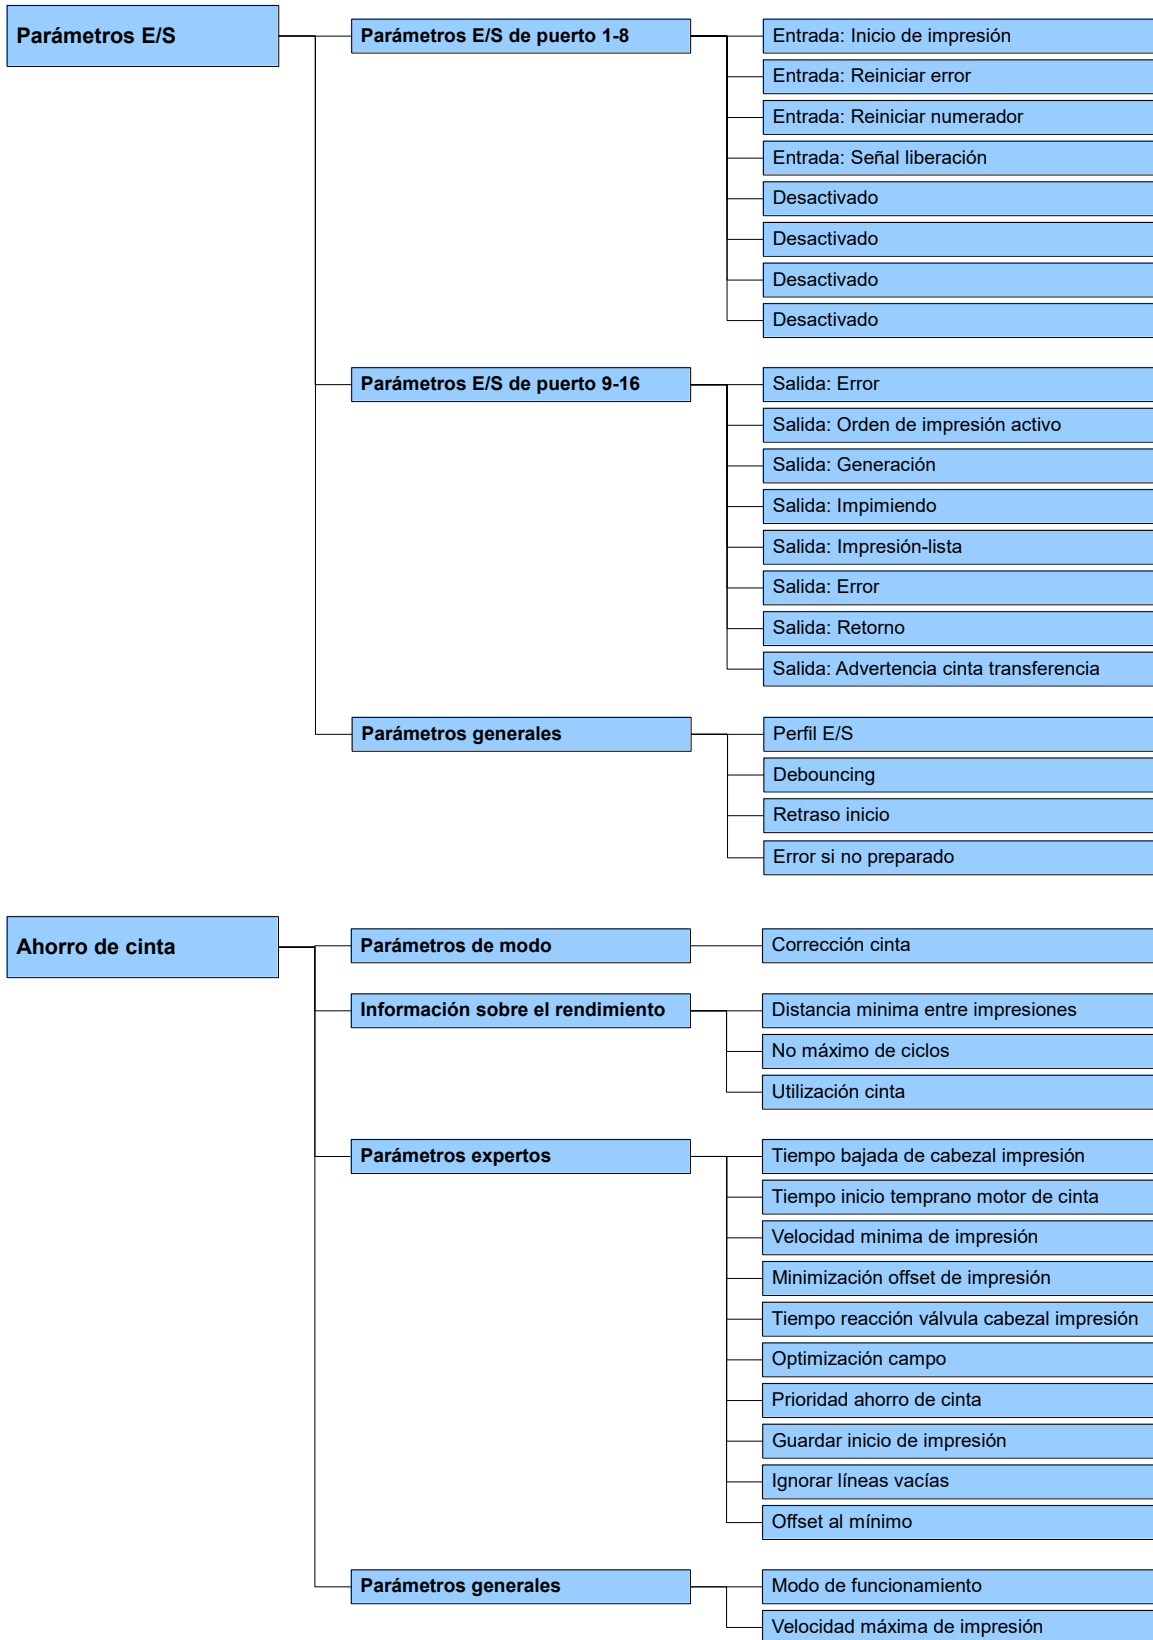 Parámetros E/S
Parámetros E/S de puerto 1-8
Entrada: Inicio de impresión
Entrada: Reiniciar error
Entrada: Reiniciar numerador
Entrada: Señal liberación
Desactivado
Desactivado
Desactivado
Desactivado
Parámetros E/S de puerto 9-16
Salida: Error
Salida: Orden de impresión activo
Salida: Generación
Salida: Impimiendo
Salida: Impresión-lista
Salida: Error
Salida: Retorno
Salida: Advertencia cinta transferencia
Parámetros generales
Perfil E/S
Debouncing
Retraso inicio
Error si no preparado
Ahorro de cinta
Parámetros de modo
Corrección cinta
Información sobre el rendimiento
Distancia minima entre impresiones
No máximo de ciclos
Utilización cinta
Parámetros expertos
Tiempo bajada de cabezal impresión
Tiempo inicio temprano motor de cinta
Velocidad minima de impresión
Minimización offset de impresión
Tiempo reacción válvula cabezal impresión
Optimización campo
Prioridad ahorro de cinta
Guardar inicio de impresión
Ignorar líneas vacías
Offset al mínimo
Parámetros generales
Modo de funcionamiento
Velocidad máxima de impresión